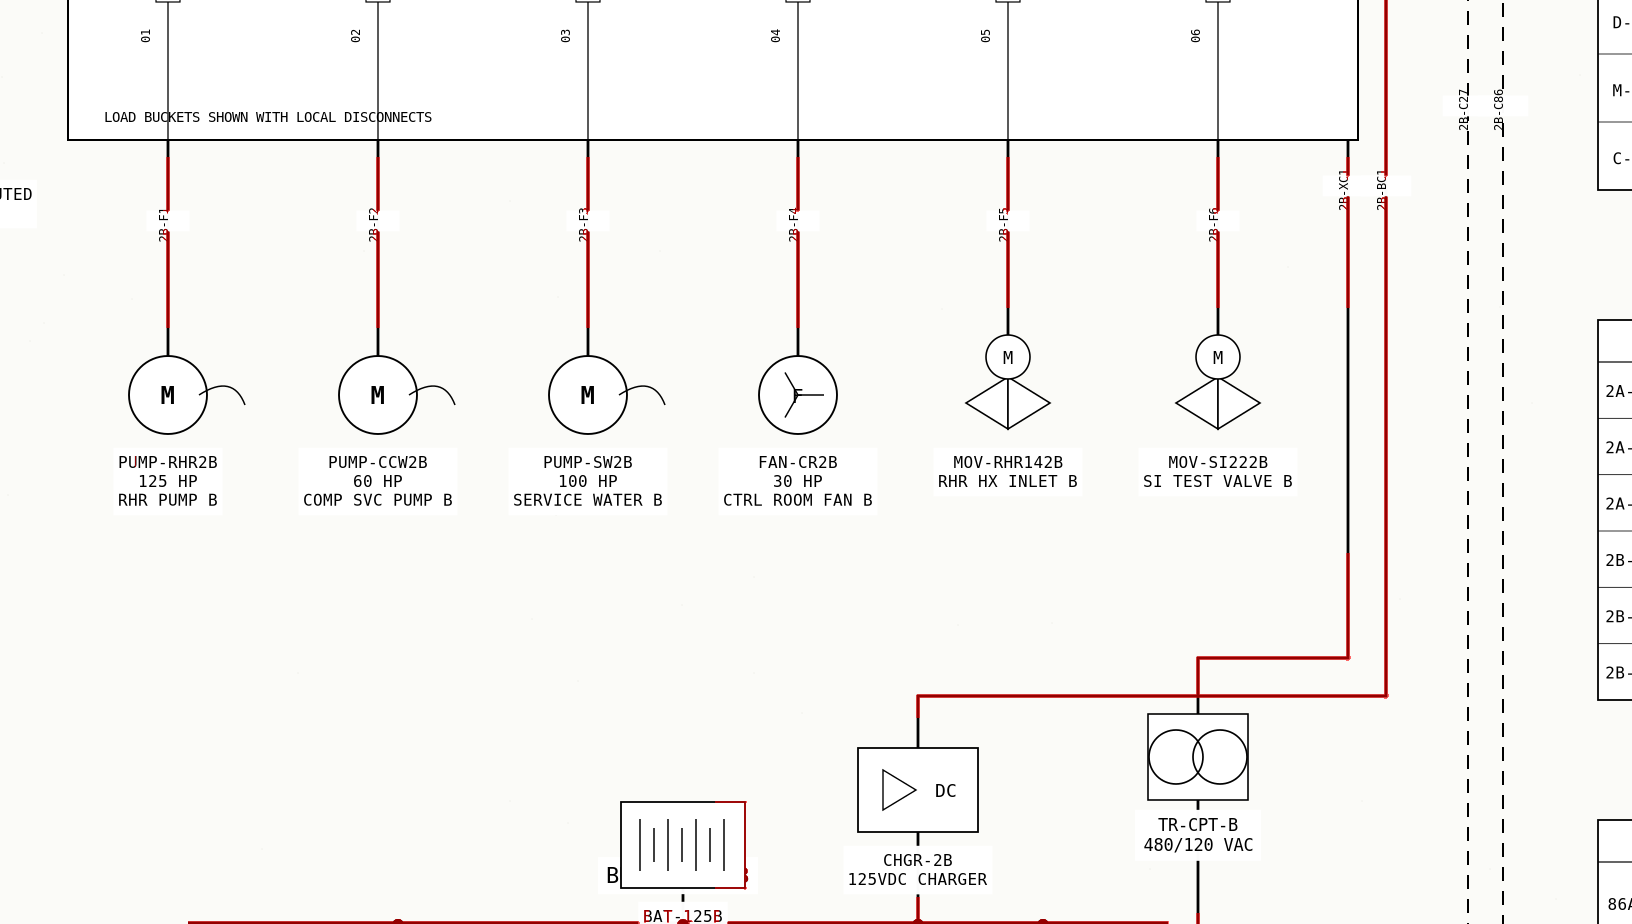 01 02 03 04 05 06
LOAD BUCKETS SHOWN WITH LOCAL DISCONNECTS
2B-F1 2B-F2 2B-F3 2B-F4 2B-F5 2B-F6 2B-XC1 2B-BC1 2B-C27 2B-C86
M M M F M M
PUMP-RHR2B
125 HP
RHR PUMP B
PUMP-CCW2B
60 HP
COMP SVC PUMP B
PUMP-SW2B
100 HP
SERVICE WATER B
FAN-CR2B
30 HP
CTRL ROOM FAN B
MOV-RHR142B
RHR HX INLET B
MOV-SI222B
SI TEST VALVE B
DC
CHGR-2B
125VDC CHARGER
TR-CPT-B
480/120 VAC
BAT-125B
D-
M-
C-
2A-
2A-
2A-
2B-
2B-
2B-